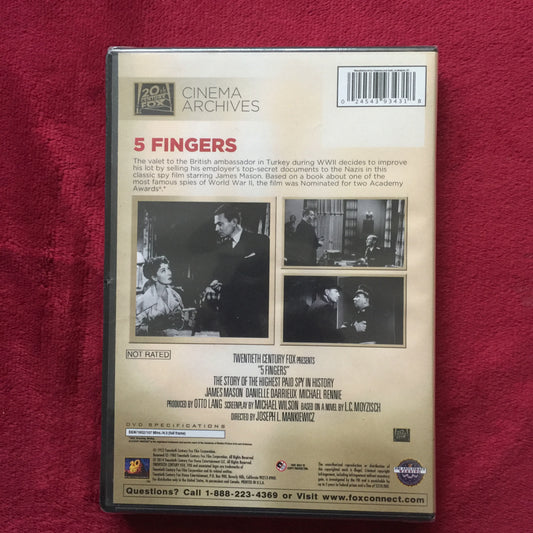 20th
CENTURY
FOX
CINEMA
ARCHIVES
0 24543 93431 8
5 FINGERS
The valet to the British ambassador in Turkey during WWII decides to improve
his lot by selling his employer's top-secret documents to the Nazis in this
classic spy film starring James Mason. Based on a book about one of the
most famous spies of World War II, the film was Nominated for two Academy
Awards®.*
NOT RATED
TWENTIETH CENTURY FOX PRESENTS
"5 FINGERS"
THE STORY OF THE HIGHEST PAID SPY IN HISTORY
JAMES MASON DANIELLE DARRIEUX MICHAEL RENNIE
PRODUCED BY OTTO LANG SCREENPLAY BY MICHAEL WILSON BASED ON A NOVEL BY L.C. MOYZISCH
DIRECTED BY JOSEPH L. MANKIEWICZ
DVD SPECIFICATIONS
Questions? Call 1-888-223-4369 or Visit www.foxconnect.com